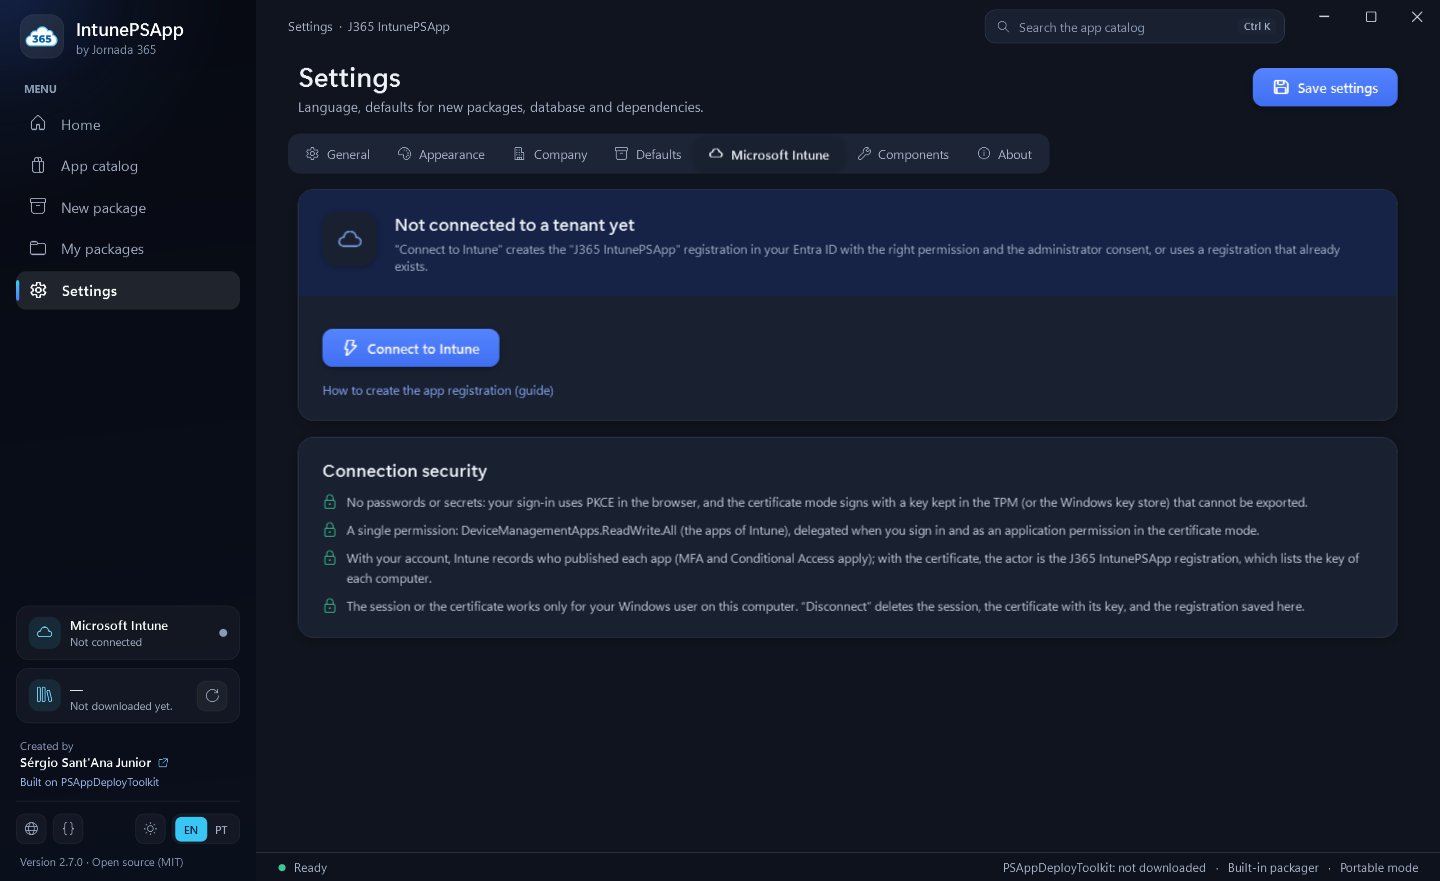 365
IntunePSApp
by Jornada 365
MENU
Home
App catalog
New package
My packages
Settings
Microsoft Intune
Not connected
—
Not downloaded yet.
Created by
Sérgio Sant'Ana Junior
Built on PSAppDeployToolkit
{}
EN PT
Version 2.7.0 · Open source (MIT)
Settings · J365 IntunePSApp
Search the app catalog Ctrl K
Settings
Language, defaults for new packages, database and dependencies.
Save settings
General Appearance Company Defaults Microsoft Intune Components About
Not connected to a tenant yet
"Connect to Intune" creates the "J365 IntunePSApp" registration in your Entra ID with the right permission and the administrator consent, or uses a registration that already
exists.
Connect to Intune
How to create the app registration (guide)
Connection security
No passwords or secrets: your sign-in uses PKCE in the browser, and the certificate mode signs with a key kept in the TPM (or the Windows key store) that cannot be exported.
A single permission: DeviceManagementApps.ReadWrite.All (the apps of Intune), delegated when you sign in and as an application permission in the certificate mode.
With your account, Intune records who published each app (MFA and Conditional Access apply); with the certificate, the actor is the J365 IntunePSApp registration, which lists the key of
each computer.
The session or the certificate works only for your Windows user on this computer. "Disconnect" deletes the session, the certificate with its key, and the registration saved here.
Ready
PSAppDeployToolkit: not downloaded · Built-in packager · Portable mode